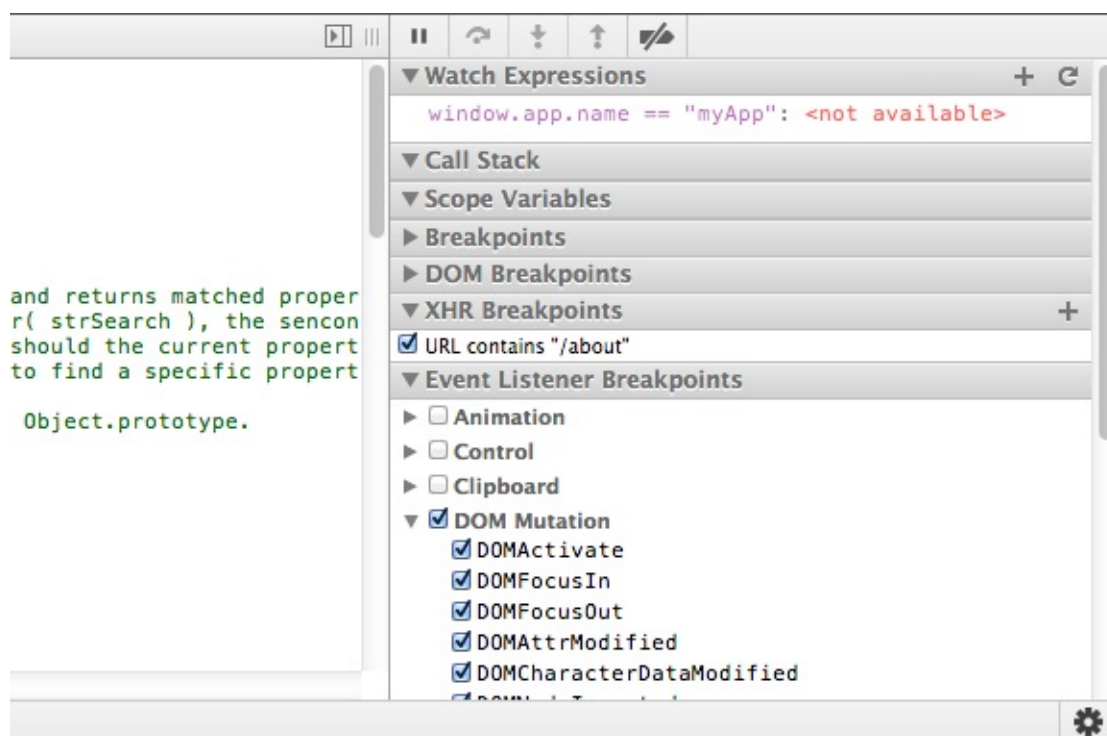 Watch Expressions
window.app.name == "myApp": <not available>
Call Stack
Scope Variables
Breakpoints
DOM Breakpoints
and returns matched proper
r( strSearch ), the sencon
should the current propert
to find a specific propert
Object.prototype.
XHR Breakpoints
URL contains "/about"
Event Listener Breakpoints
Animation
Control
Clipboard
DOM Mutation
DOMActivate
DOMFocusIn
DOMFocusOut
DOMAttrModified
DOMCharacterDataModified